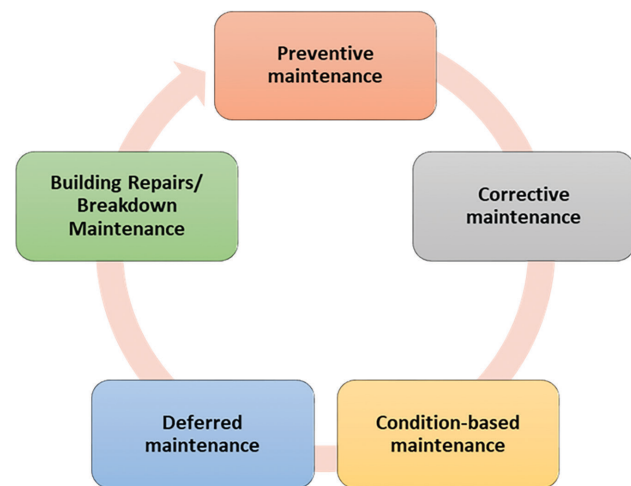 Preventive
maintenance
Corrective
maintenance
Condition-based
maintenance
Deferred
maintenance
Building Repairs/
Breakdown
Maintenance